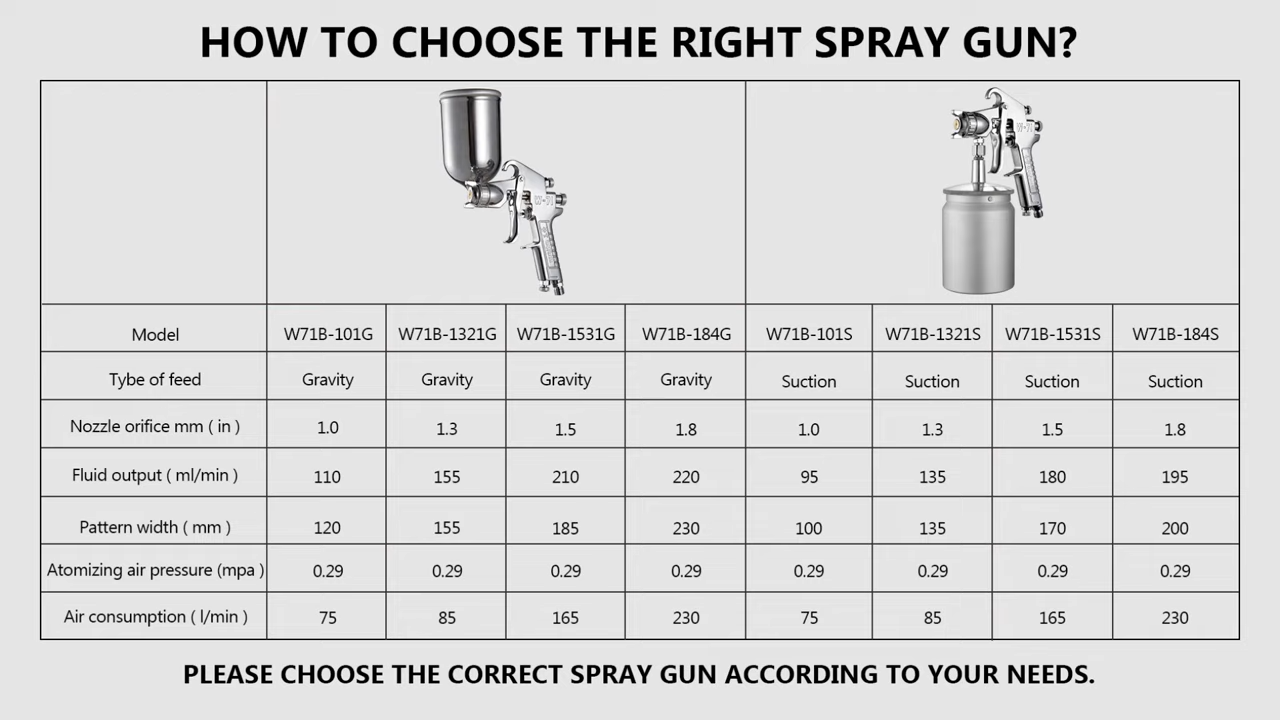 HOW TO CHOOSE THE RIGHT SPRAY GUN?
W-71
W-71
Model W71B-101G W71B-1321G W71B-1531G W71B-184G W71B-101S W71B-1321S W71B-1531S W71B-184S
Tybe of feed Gravity Gravity Gravity Gravity Suction Suction Suction Suction
Nozzle orifice mm ( in ) 1.0 1.3 1.5 1.8 1.0 1.3 1.5 1.8
Fluid output ( ml/min ) 110 155 210 220 95 135 180 195
Pattern width ( mm ) 120 155 185 230 100 135 170 200
Atomizing air pressure (mpa ) 0.29 0.29 0.29 0.29 0.29 0.29 0.29 0.29
Air consumption ( l/min ) 75 85 165 230 75 85 165 230
PLEASE CHOOSE THE CORRECT SPRAY GUN ACCORDING TO YOUR NEEDS.